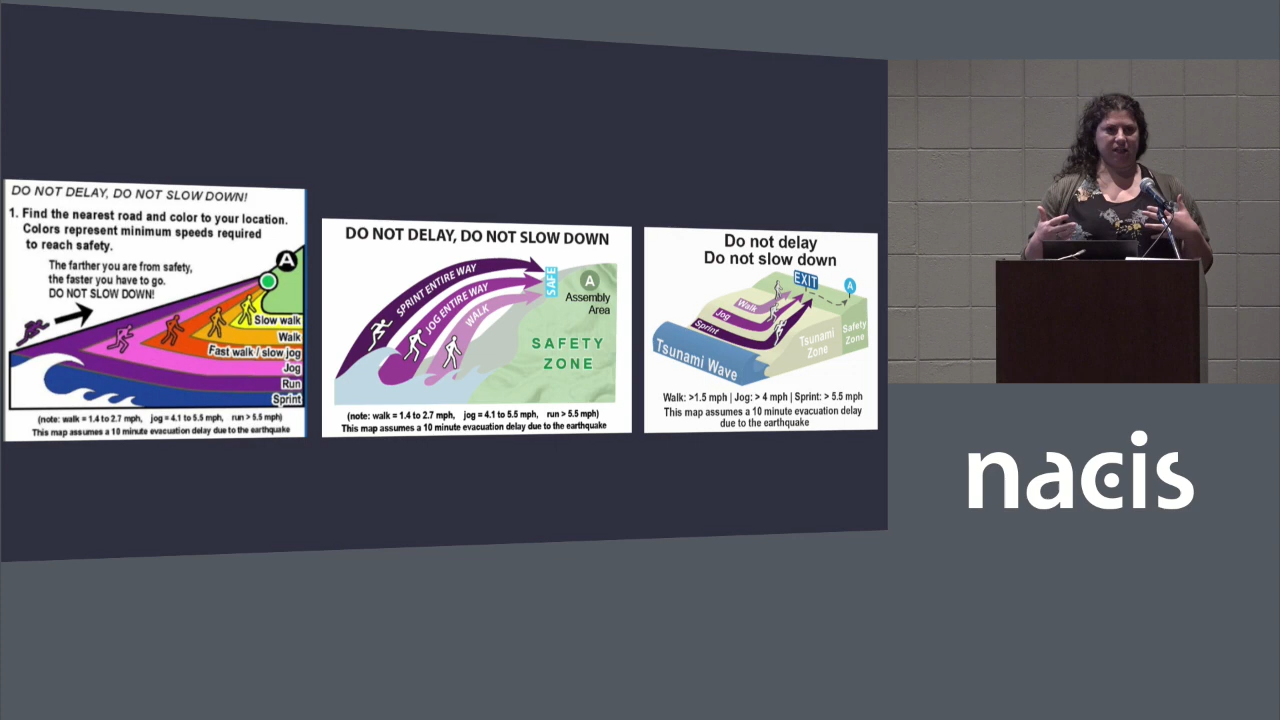 DO NOT DELAY, DO NOT SLOW DOWN!
1. Find the nearest road and color to your location.
Colors represent minimum speeds required
to reach safety.
The farther you are from safety,
the faster you have to go.
DO NOT SLOW DOWN!
A
Slow walk
Walk
Fast walk / slow jog
Jog
Run
Sprint
(note: walk = 1.4 to 2.7 mph, jog = 4.1 to 5.5 mph, run > 5.5 mph)
This map assumes a 10 minute evacuation delay due to the earthquake
DO NOT DELAY, DO NOT SLOW DOWN
SPRINT ENTIRE WAY
JOG ENTIRE WAY
WALK
SAFE
A
Assembly
Area
SAFETY
ZONE
(note: walk = 1.4 to 2.7 mph, jog = 4.1 to 5.5 mph, run > 5.5 mph)
This map assumes a 10 minute evacuation delay due to the earthquake
Do not delay
Do not slow down
EXIT
A
Walk
Jog
Sprint
Tsunami Wave
Tsunami
Zone
Safety
Zone
Walk: >1.5 mph | Jog: > 4 mph | Sprint: > 5.5 mph
This map assumes a 10 minute evacuation delay
due to the earthquake
nacis